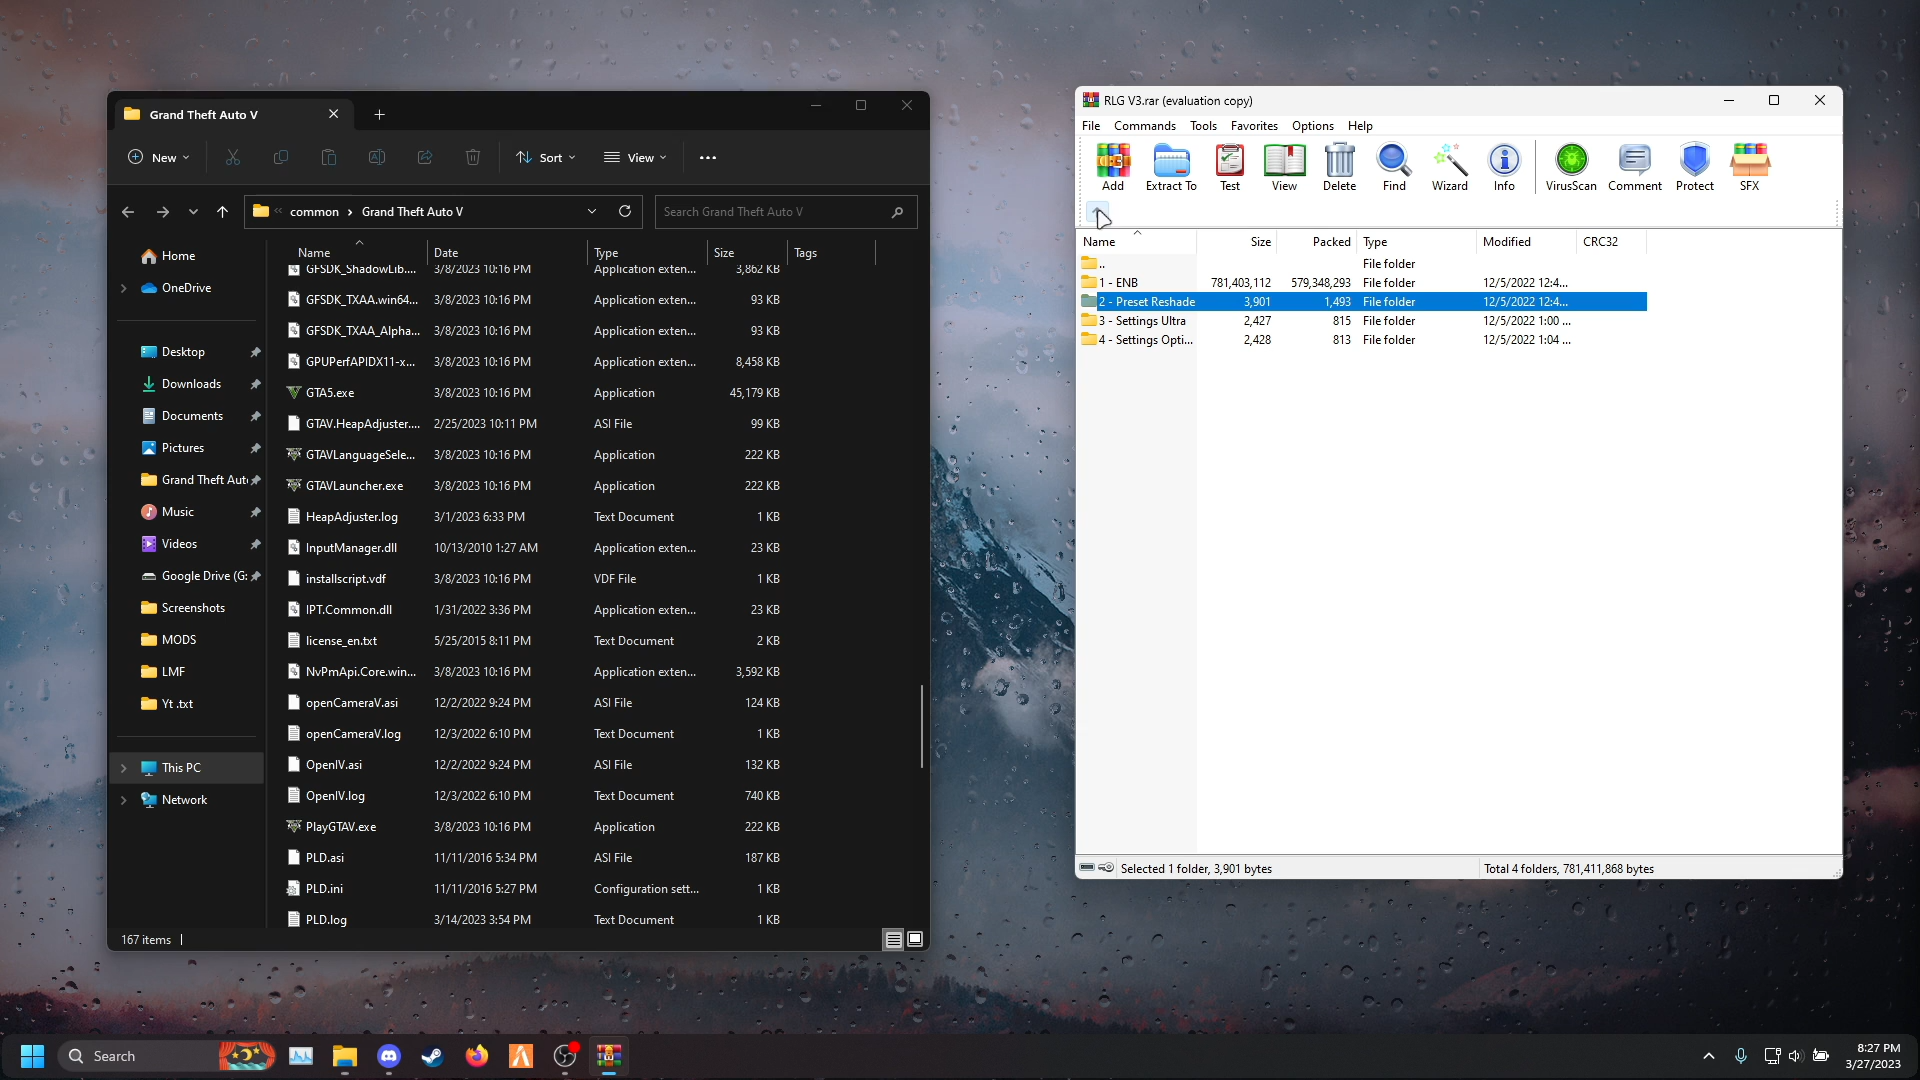 Grand Theft Auto V
New
Sort
View
common > Grand Theft Auto V
Search Grand Theft Auto V
Home
OneDrive
Desktop
Downloads
Documents
Pictures
Grand Theft Aut
Music
Videos
Google Drive (G:
Screenshots
MODS
LMF
Yt .txt
This PC
Network
Name Date Type Size Tags
GFSDK_ShadowLib.... 3/8/2023 10:16 PM Application exten... 3,862 KB
GFSDK_TXAA.win64... 3/8/2023 10:16 PM Application exten... 93 KB
GFSDK_TXAA_Alpha... 3/8/2023 10:16 PM Application exten... 93 KB
GPUPerfAPIDX11-x... 3/8/2023 10:16 PM Application exten... 8,458 KB
GTA5.exe 3/8/2023 10:16 PM Application 45,179 KB
GTAV.HeapAdjuster.... 2/25/2023 10:11 PM ASI File 99 KB
GTAVLanguageSele... 3/8/2023 10:16 PM Application 222 KB
GTAVLauncher.exe 3/8/2023 10:16 PM Application 222 KB
HeapAdjuster.log 3/1/2023 6:33 PM Text Document 1 KB
InputManager.dll 10/13/2010 1:27 AM Application exten... 23 KB
installscript.vdf 3/8/2023 10:16 PM VDF File 1 KB
IPT.Common.dll 1/31/2022 3:36 PM Application exten... 23 KB
license_en.txt 5/25/2015 8:11 PM Text Document 2 KB
NvPmApi.Core.win... 3/8/2023 10:16 PM Application exten... 3,592 KB
openCameraV.asi 12/2/2022 9:24 PM ASI File 124 KB
openCameraV.log 12/3/2022 6:10 PM Text Document 1 KB
OpenIV.asi 12/2/2022 9:24 PM ASI File 132 KB
OpenIV.log 12/3/2022 6:10 PM Text Document 740 KB
PlayGTAV.exe 3/8/2023 10:16 PM Application 222 KB
PLD.asi 11/11/2016 5:34 PM ASI File 187 KB
PLD.ini 11/11/2016 5:27 PM Configuration sett... 1 KB
PLD.log 3/14/2023 3:54 PM Text Document 1 KB
167 items
RLG V3.rar (evaluation copy)
File Commands Tools Favorites Options Help
Add Extract To Test View Delete Find Wizard Info VirusScan Comment Protect SFX
Name Size Packed Type Modified CRC32
.. File folder
1 - ENB 781,403,112 579,348,293 File folder 12/5/2022 12:4...
2 - Preset Reshade 3,901 1,493 File folder 12/5/2022 12:4...
3 - Settings Ultra 2,427 815 File folder 12/5/2022 1:00 ...
4 - Settings Opti... 2,428 813 File folder 12/5/2022 1:04 ...
Selected 1 folder, 3,901 bytes
Total 4 folders, 781,411,868 bytes
Search
8:27 PM
3/27/2023